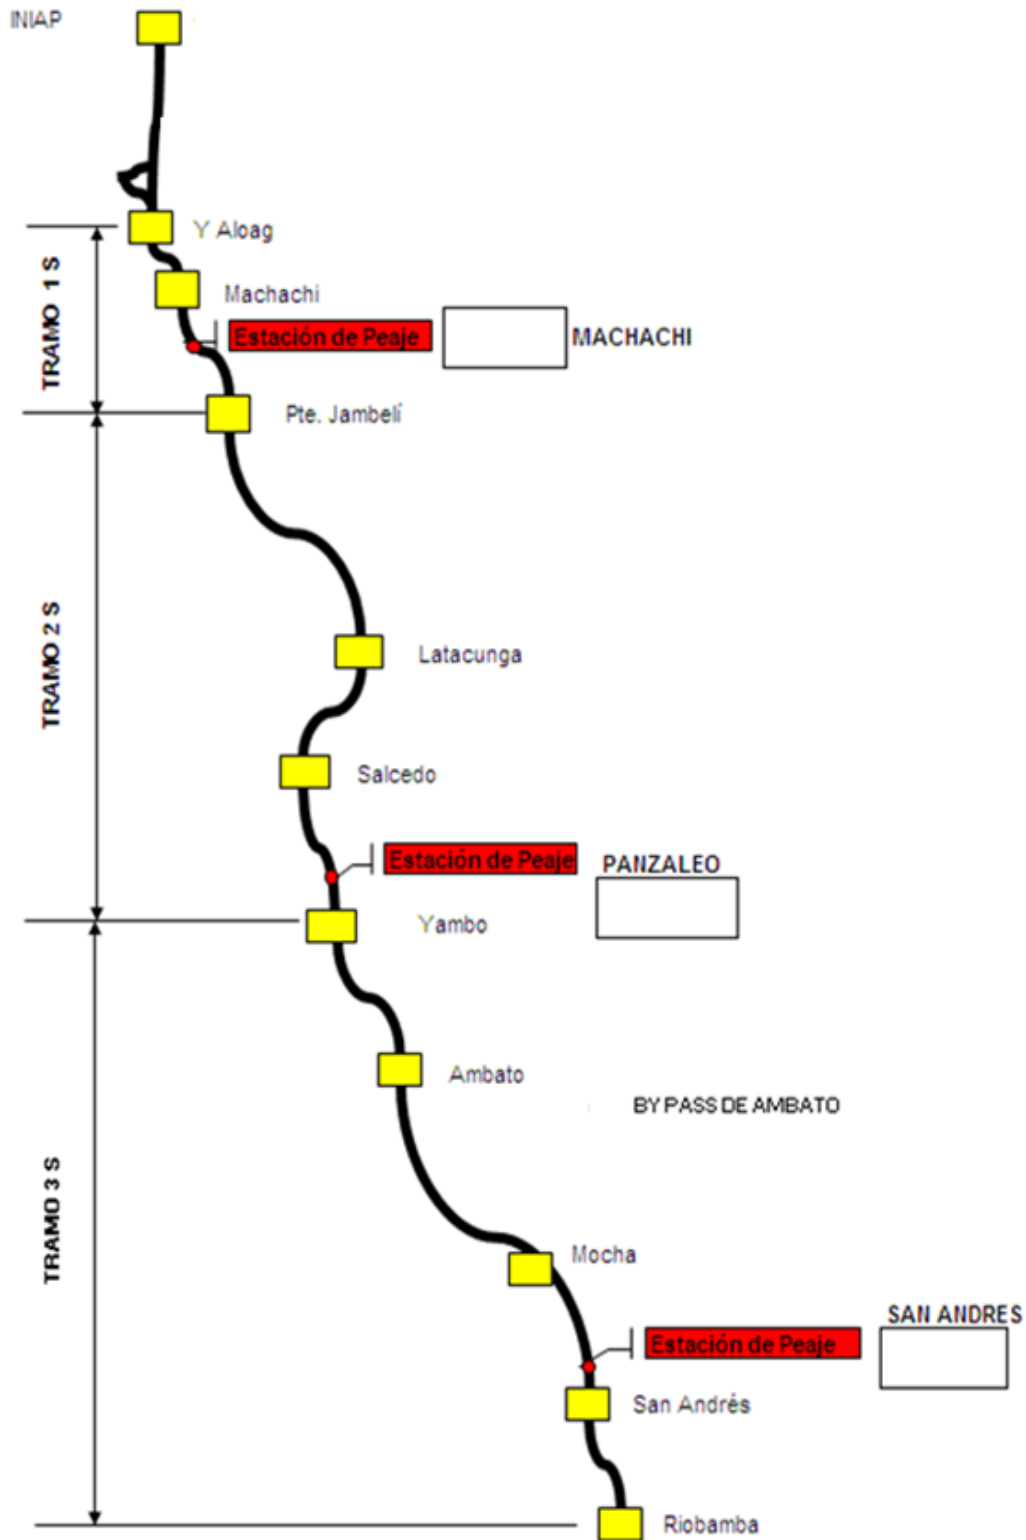 INIAP
Y Aloag
TRAMO 1 S
Machachi
Estación de Peaje
MACHACHI
Pte. Jambelí
TRAMO 2 S
Latacunga
Salcedo
Estación de Peaje
PANZALEO
Yambo
Ambato
BY PASS DE AMBATO
TRAMO 3 S
Mocha
SAN ANDRES
Estación de Peaje
San Andrés
Riobamba